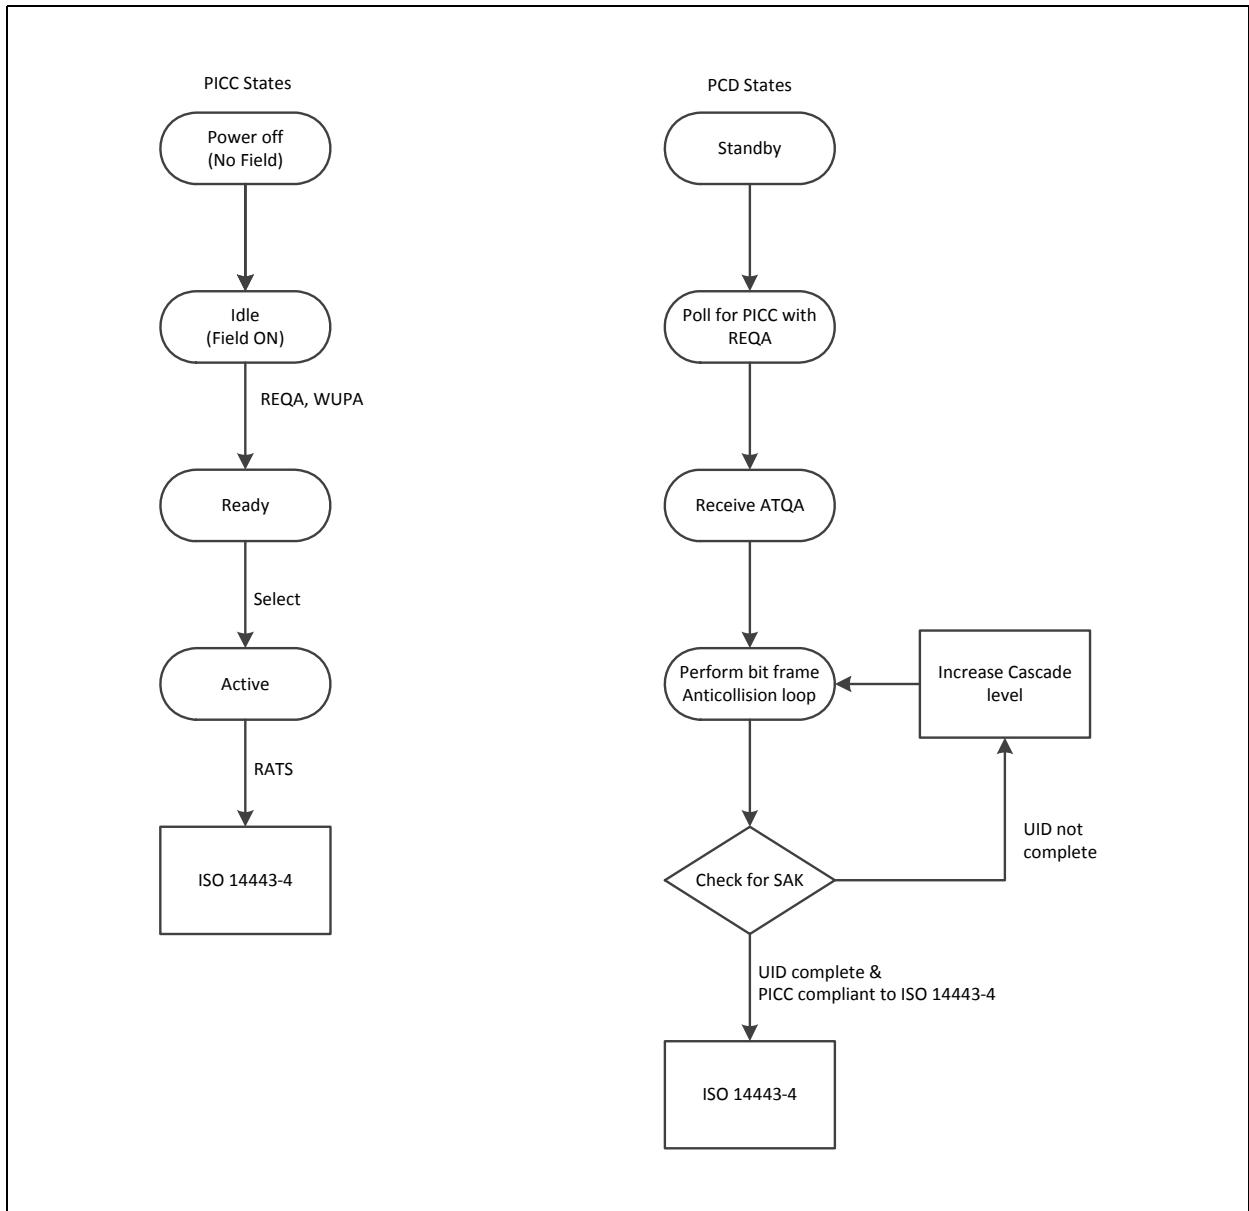 PICC States
Power off
(No Field)
Idle
(Field ON)
REQA, WUPA
Ready
Select
Active
RATS
ISO 14443-4
PCD States
Standby
Poll for PICC with
REQA
Receive ATQA
Perform bit frame
Anticollision loop
Increase Cascade
level
Check for SAK
UID not
complete
UID complete &
PICC compliant to ISO 14443-4
ISO 14443-4